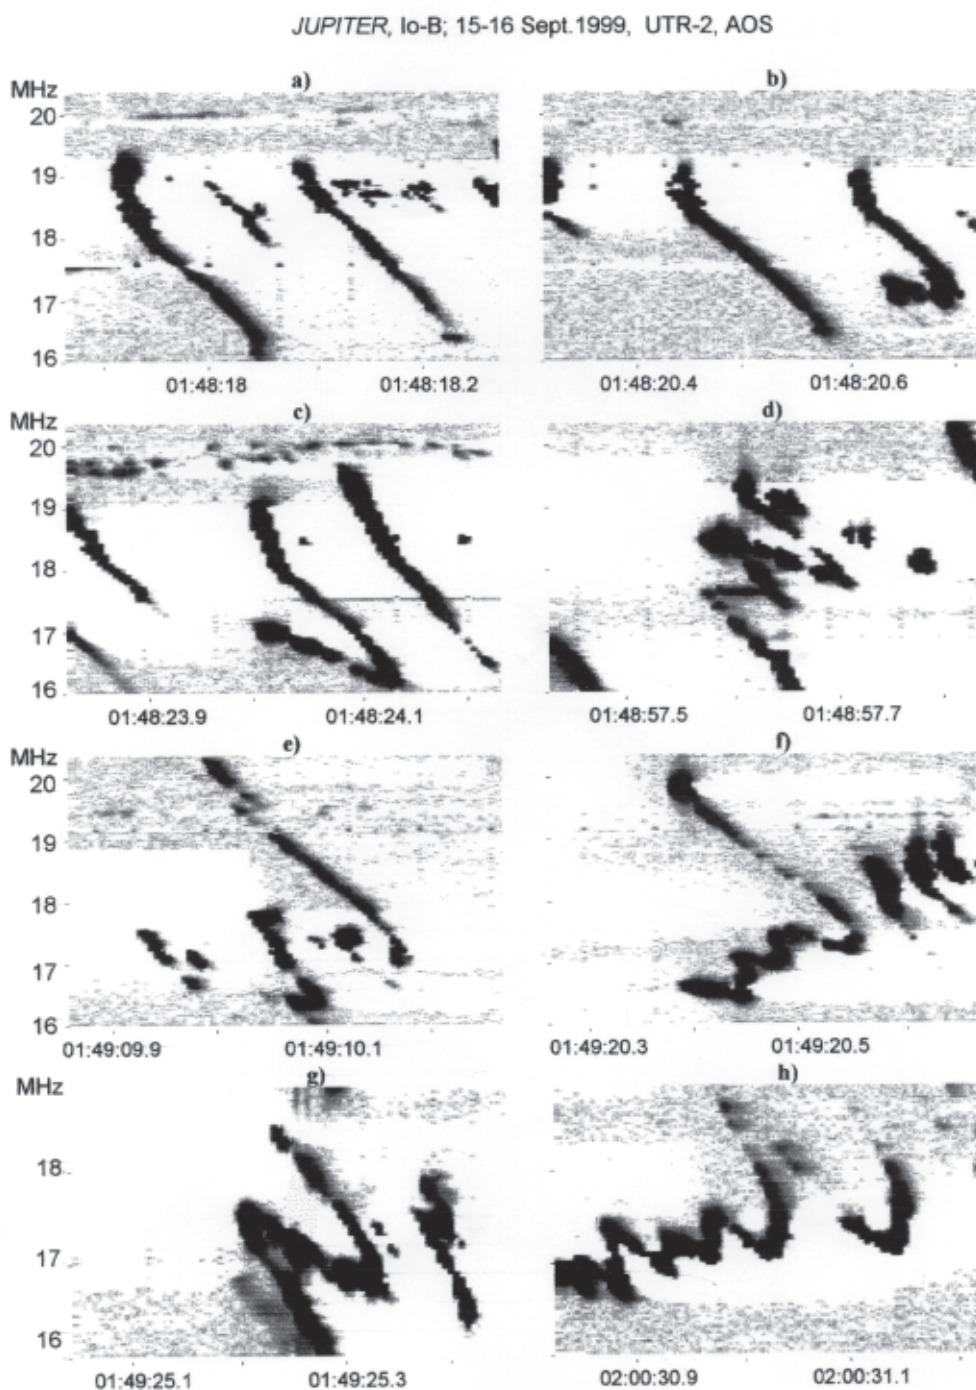 JUPITER, Io-B; 15-16 Sept.1999, UTR-2, AOS
a)
b)
MHz
20
19
18
17
16
01:48:18
01:48:18.2
01:48:20.4
01:48:20.6
c)
d)
MHz
20
19
18
17
16
01:48:23.9
01:48:24.1
01:48:57.5
01:48:57.7
e)
f)
MHz
20
19
18
17
16
01:49:09.9
01:49:10.1
01:49:20.3
01:49:20.5
g)
h)
MHz
18
17
16
01:49:25.1
01:49:25.3
02:00:30.9
02:00:31.1